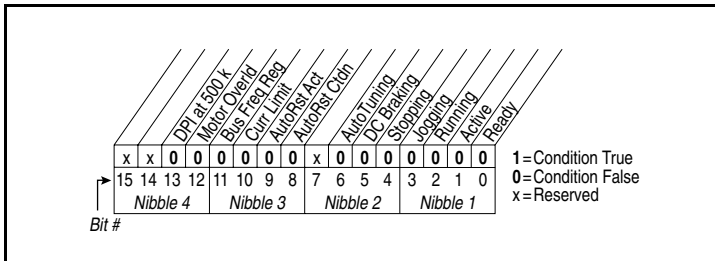 DPI at 500 k
Motor Overld
Bus Freq Reg
Curr Limit
AutoRst Act
AutoRst Ctdn
AutoTuning
DC Braking
Stopping
Jogging
Running
Active
Ready
x x 0 0 0 0 0 0 x 0 0 0 0 0 0 0
15 14 13 12 11 10 9 8 7 6 5 4 3 2 1 0
Nibble 4 Nibble 3 Nibble 2 Nibble 1
Bit #
1=Condition True
0=Condition False
x=Reserved